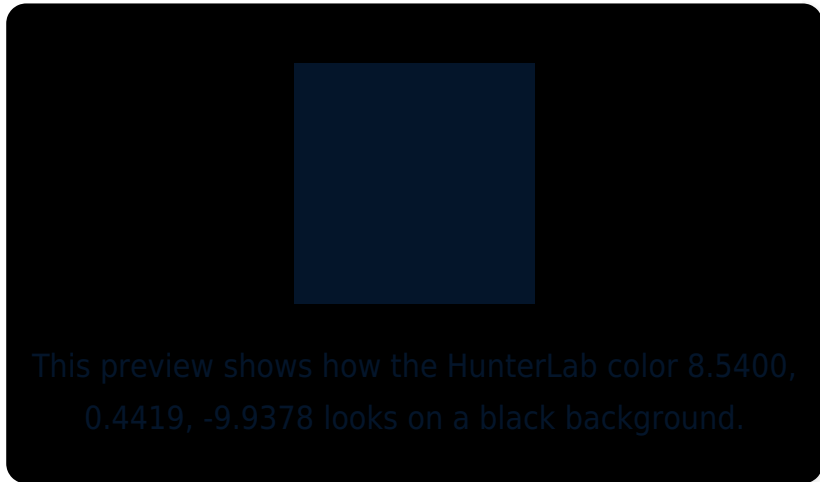 This preview shows how the HunterLab color 8.5400,
0.4419, -9.9378 looks on a black background.